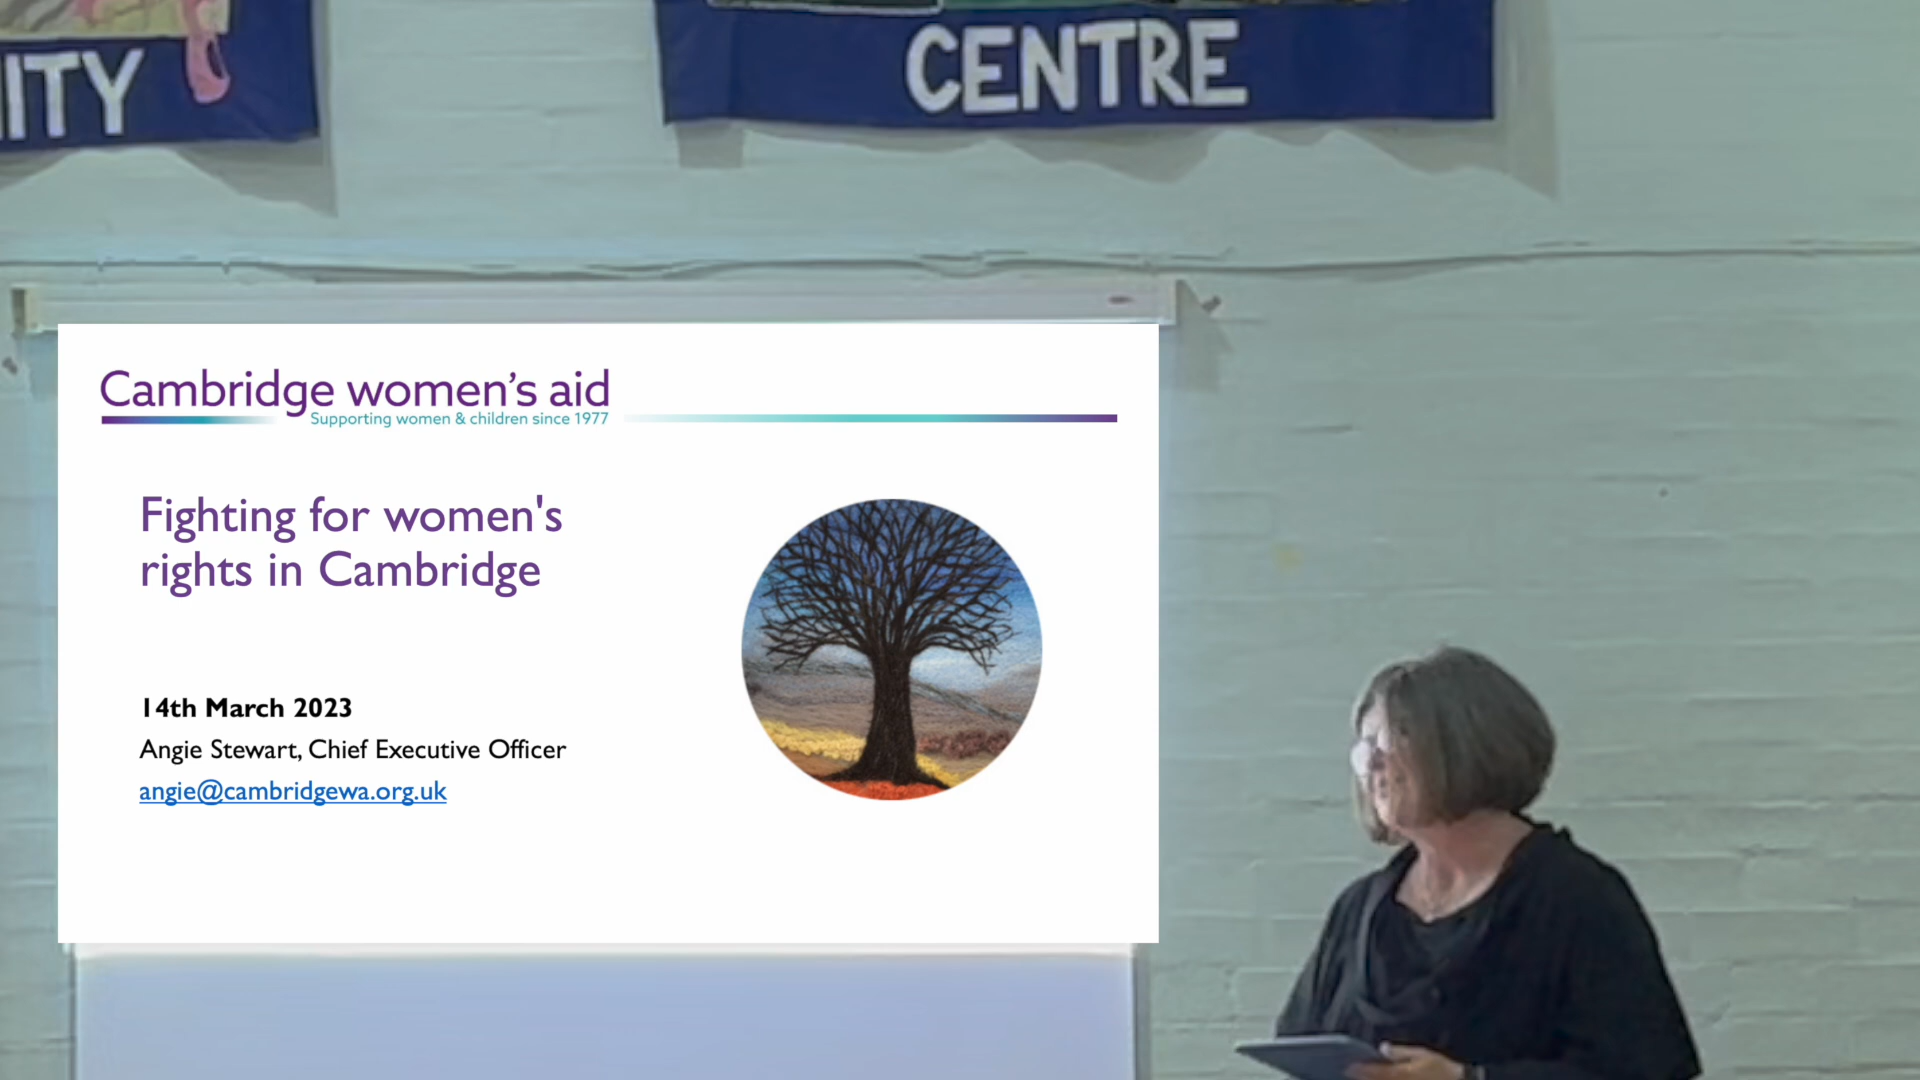 ITY
CENTRE
Cambridge women's aid
Supporting women & children since 1977
Fighting for women's
rights in Cambridge
14th March 2023
Angie Stewart, Chief Executive Officer
angie@cambridgewa.org.uk